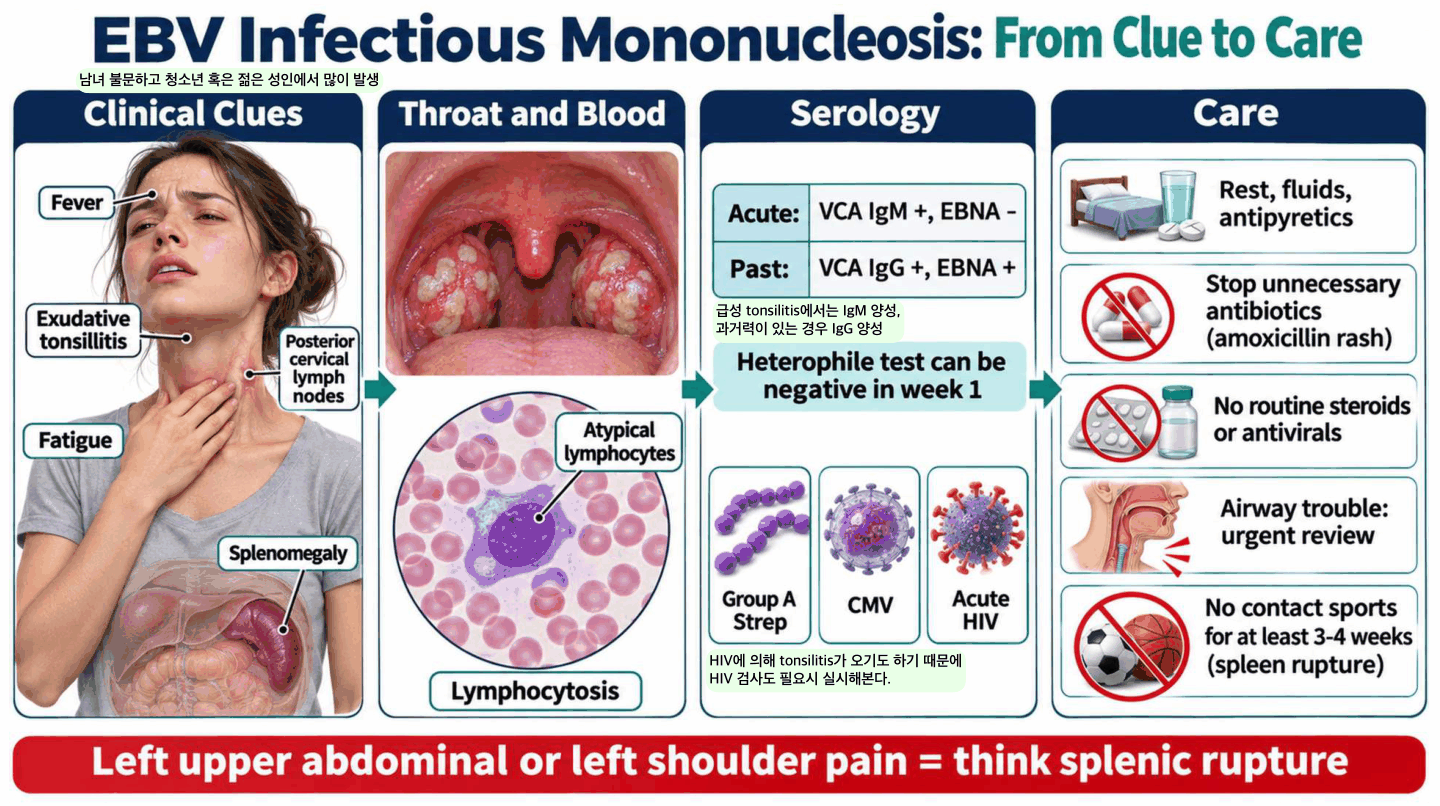 EBV Infectious Mononucleosis: From Clue to Care
남녀 불문하고 청소년 혹은 젊은 성인에서 많이 발생
Clinical Clues
Fever
Exudative
tonsillitis
Posterior
cervical
lymph
nodes
Fatigue
Splenomegaly
Throat and Blood
Atypical
lymphocytes
Lymphocytosis
Serology
Acute: VCA IgM +, EBNA -
Past: VCA IgG +, EBNA +
급성 tonsilitis에서는 IgM 양성,
과거력이 있는 경우 IgG 양성
Heterophile test can be
negative in week 1
Group A
Strep
CMV
Acute
HIV
HIV에 의해 tonsilitis가 오기도 하기 때문에
HIV 검사도 필요시 실시해본다.
Care
Rest, fluids,
antipyretics
Stop unnecessary
antibiotics
(amoxicillin rash)
No routine steroids
or antivirals
Airway trouble:
urgent review
No contact sports
for at least 3-4 weeks
(spleen rupture)
Left upper abdominal or left shoulder pain = think splenic rupture